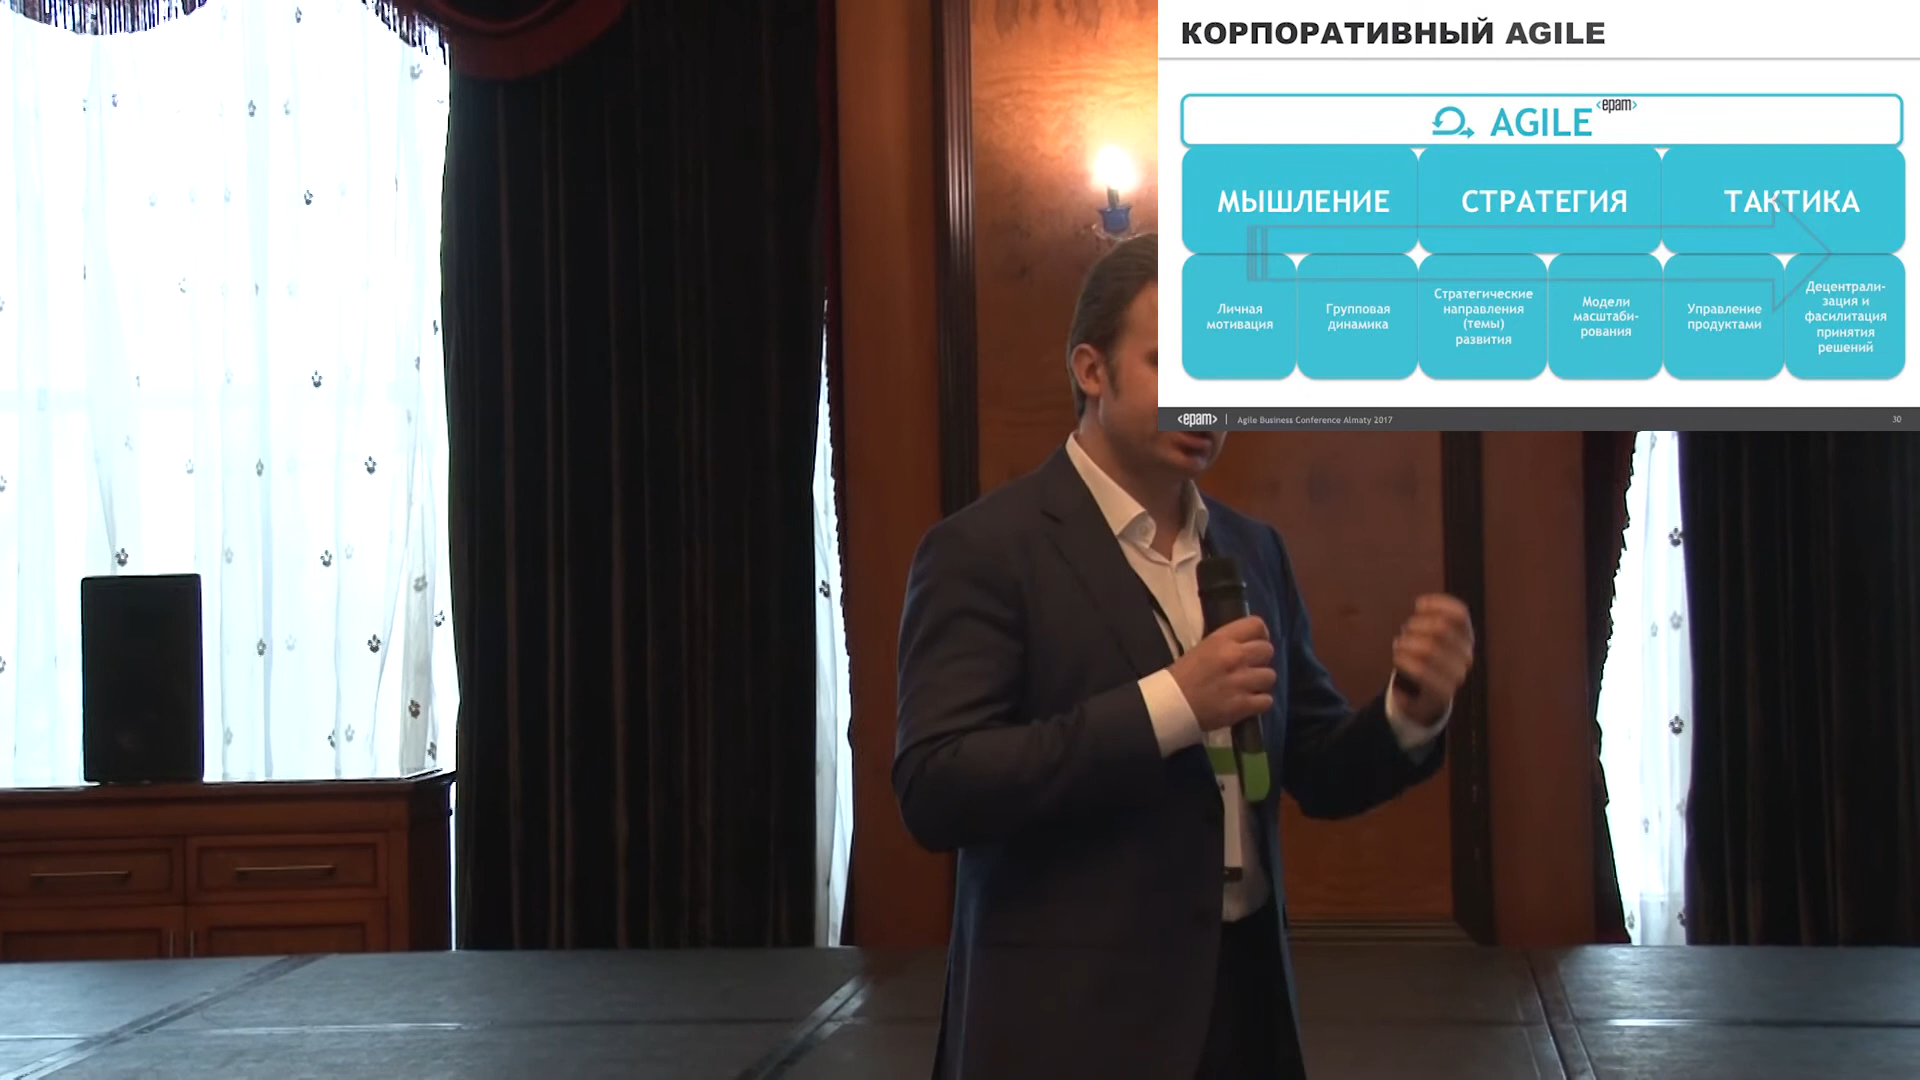 КОРПОРАТИВНЫЙ AGILE
AGILE <epam>
МЫШЛЕНИЕ
СТРАТЕГИЯ
ТАКТИКА
Личная
мотивация
Групповая
динамика
Стратегические
направления
(темы)
развития
Модели
масштаби-
рования
Управление
продуктами
Децентрали-
зация и
фасилитация
принятия
решений
<epam> | Agile Business Conference Almaty 2017
30